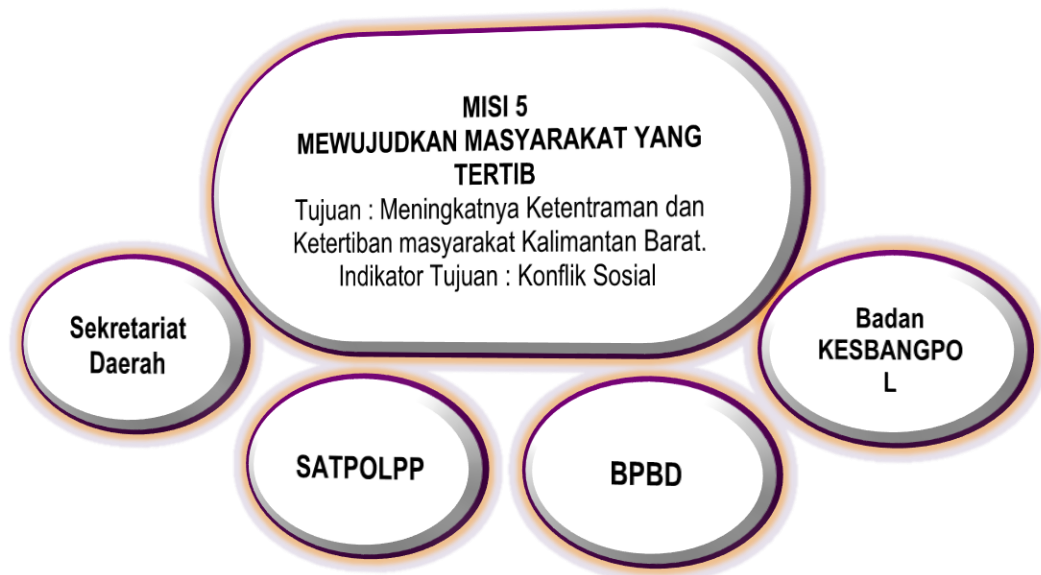 MISI 5
MEWUJUDKAN MASYARAKAT YANG
TERTIB
Tujuan : Meningkatnya Ketentraman dan
Ketertiban masyarakat Kalimantan Barat.
Indikator Tujuan : Konflik Sosial
Sekretariat
Daerah
SATPOLPP
BPBD
Badan
KESBANGPO
L